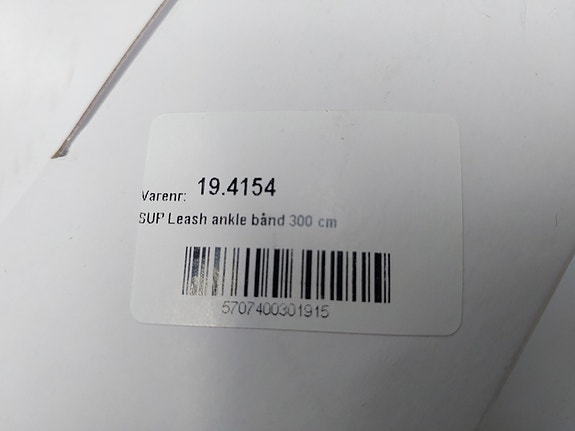 Varenr: 19.4154
SUP Leash ankle bånd 300 cm
5707400301915